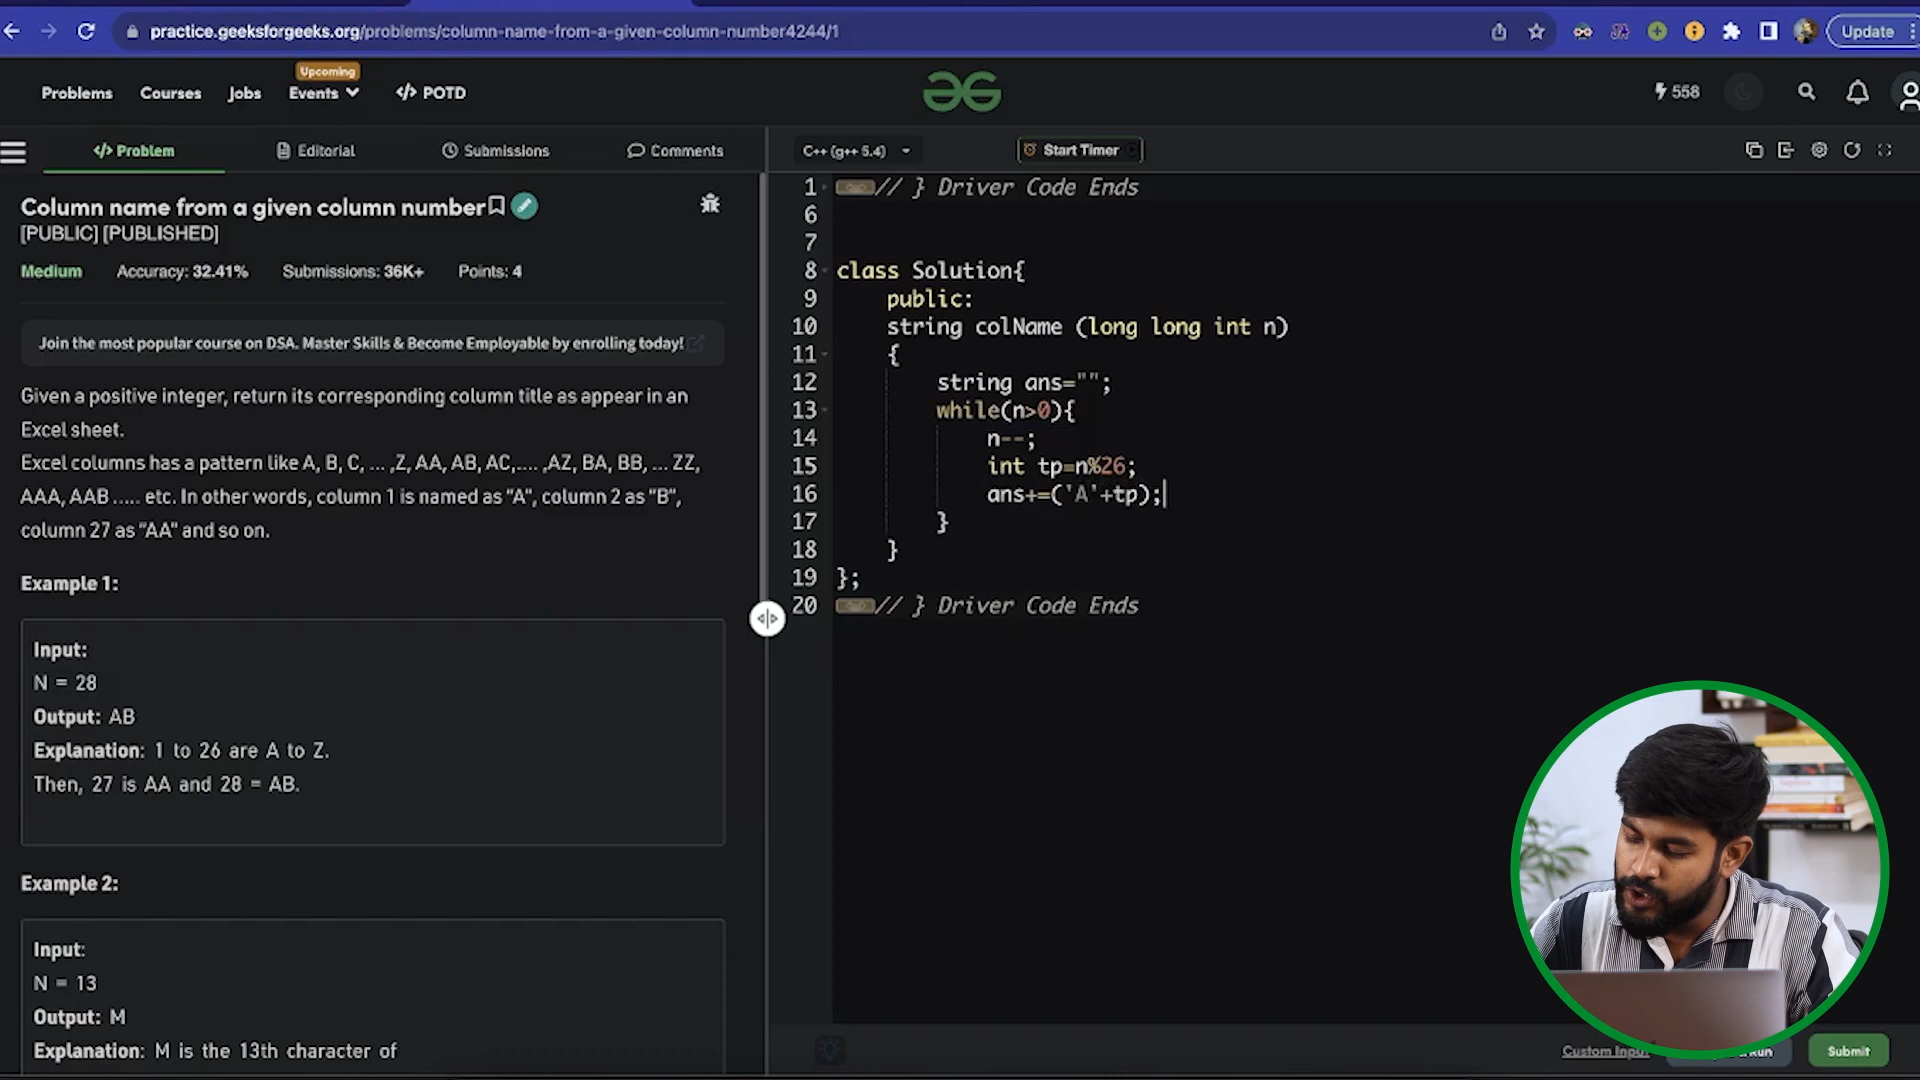 practice.geeksforgeeks.org/problems/column-name-from-a-given-column-number4244/1
Update
Problems
Courses
Jobs
Upcoming
Events
</> POTD
558
</> Problem
Editorial
Submissions
Comments
C++ (g++ 5.4)
Start Timer
Column name from a given column number
[PUBLIC] [PUBLISHED]
Medium Accuracy: 32.41% Submissions: 36K+ Points: 4
Join the most popular course on DSA. Master Skills & Become Employable by enrolling today!
Given a positive integer, return its corresponding column title as appear in an
Excel sheet.
Excel columns has a pattern like A, B, C, ... ,Z, AA, AB, AC,.... ,AZ, BA, BB, ... ZZ,
AAA, AAB ..... etc. In other words, column 1 is named as “A”, column 2 as “B”,
column 27 as “AA” and so on.
Example 1:
Input:
N = 28
Output: AB
Explanation: 1 to 26 are A to Z.
Then, 27 is AA and 28 = AB.
Example 2:
Input:
N = 13
Output: M
Explanation: M is the 13th character of
1 // } Driver Code Ends
6
7
8 class Solution{
9 public:
10 string colName (long long int n)
11 {
12 string ans="";
13 while(n>0){
14 n--;
15 int tp=n%26;
16 ans+=('A'+tp);
17 }
18 }
19 };
20 // } Driver Code Ends
Custom Input
Submit